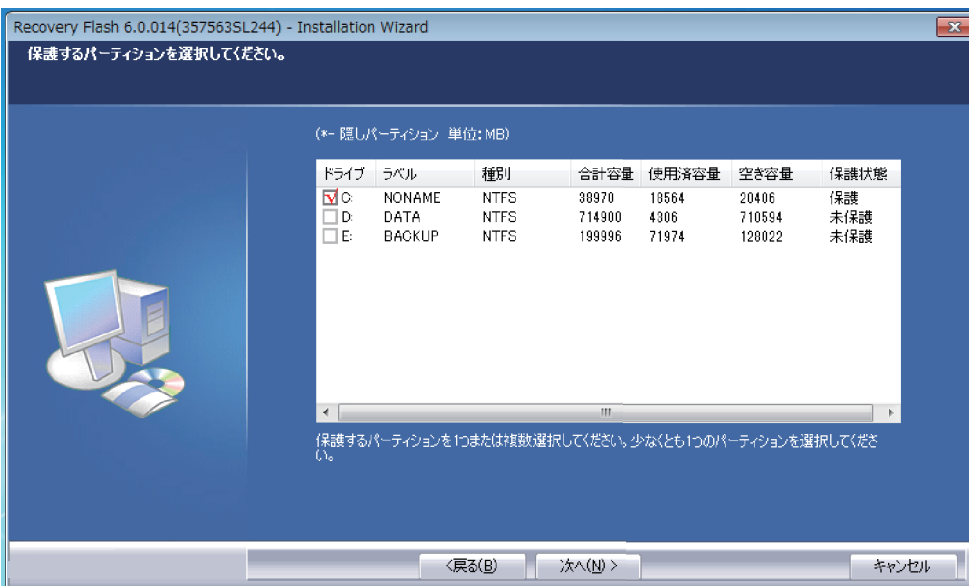 Recovery Flash 6.0.014(357563SL244) - Installation Wizard
保護するパーティションを選択してください。
(*- 隠しパーティション 単位: MB)
ドライブ ラベル 種別 合計容量 使用済容量 空き容量 保護状態
C: NONAME NTFS 38970 18564 20406 保護
D: DATA NTFS 714900 4306 710594 未保護
E: BACKUP NTFS 199996 71974 128022 未保護
保護するパーティションを1つまたは複数選択してください。少なくとも1つのパーティションを選択してくださ
い。
<戻る(B) 次へ(N) > キャンセル